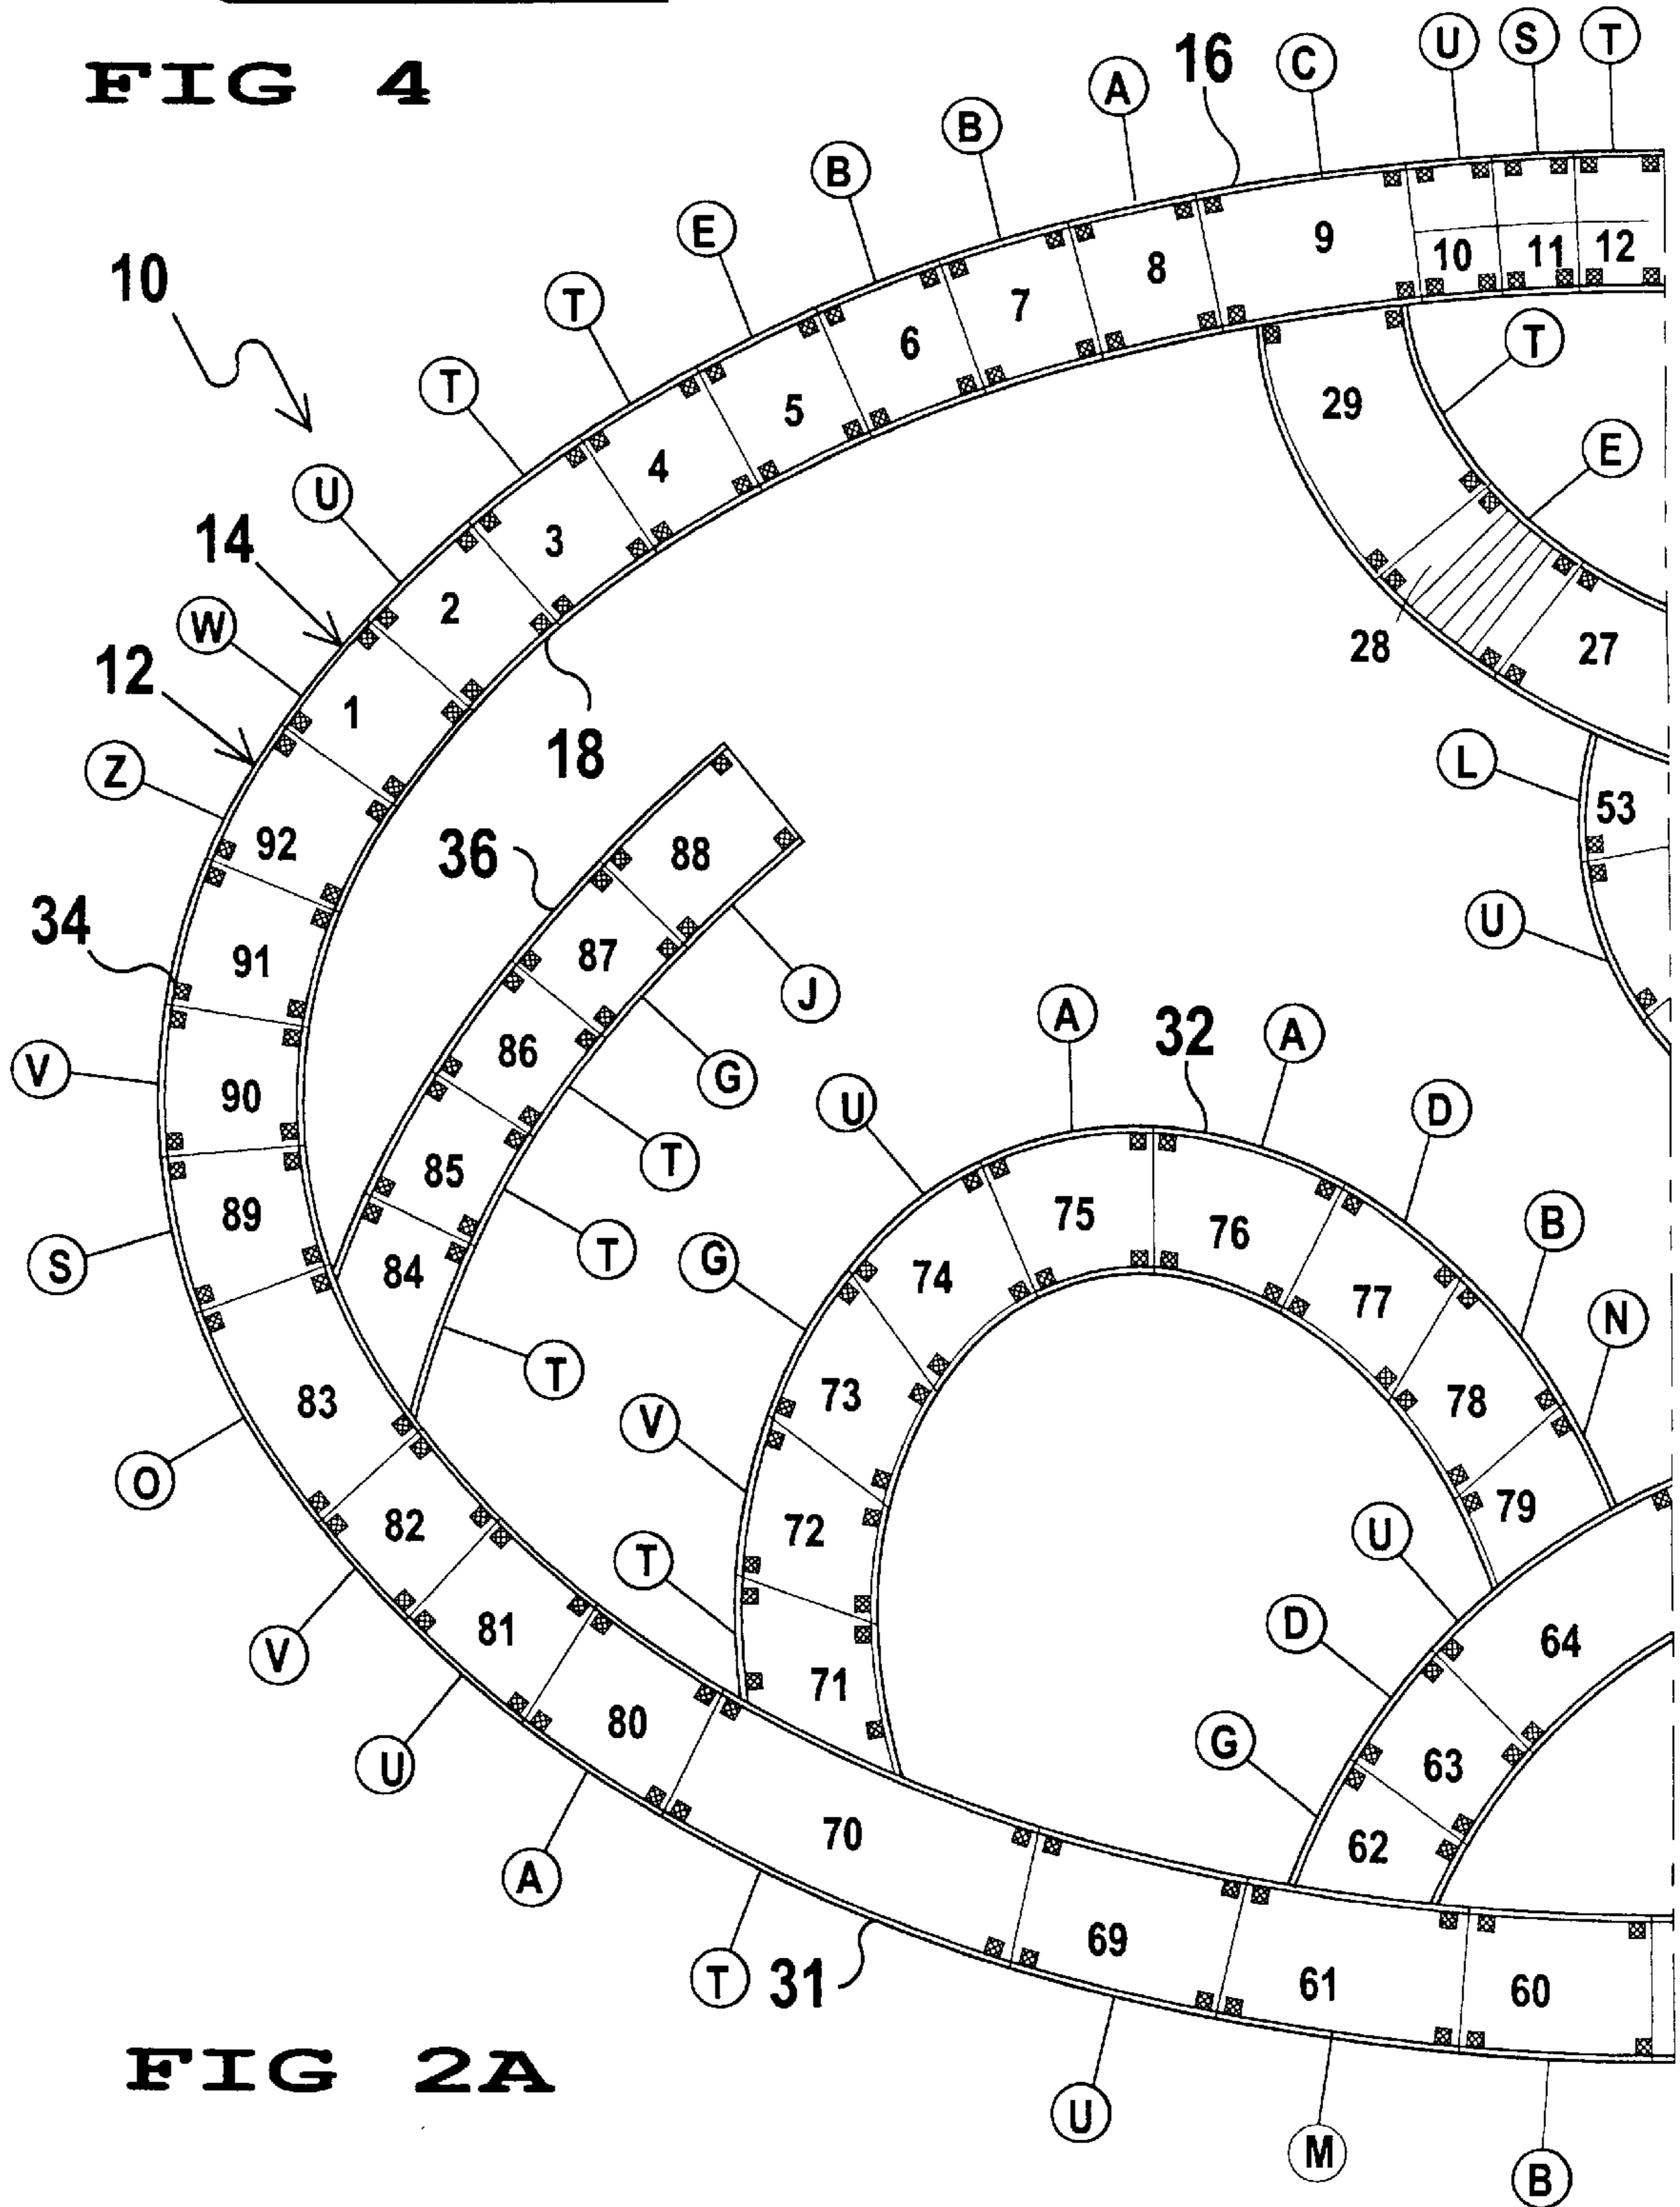 FIG 4
U S T
16 C
A
B
B
E
T
T
U
10
14
W
12
Z
34
V
S
O
V
U
A
T
31
U
M
B
1
2
3
4
5
6
7
8
9
10
11
12
18
29
28
27
T
E
L
53
U
92
91
90
89
83
82
81
80
70
69
61
60
36
88
87
86
85
84
J
G
T
T
T
32
A
A
U
D
G
B
V
N
T
75
76
74
77
73
78
72
79
71
U
D
G
64
63
62
FIG 2A